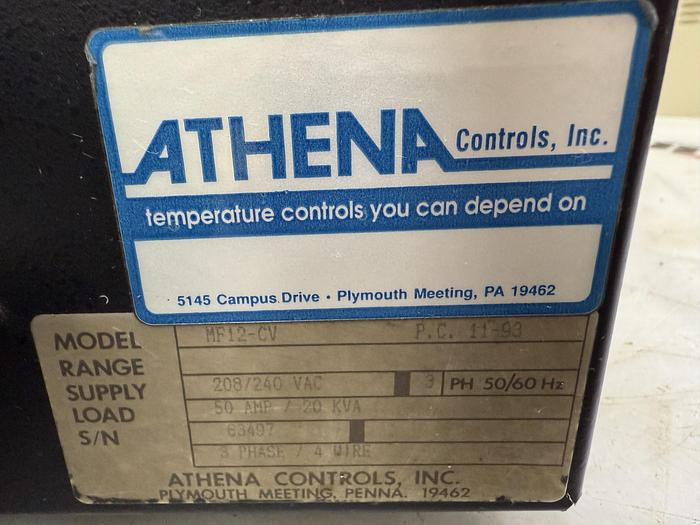 ATHENA Controls, Inc.
temperature controls you can depend on
5145 Campus Drive • Plymouth Meeting, PA 19462
MODEL MF12-CV P.C. 11-93
RANGE
SUPPLY 208/240 VAC 3 PH 50/60 Hz
LOAD 50 AMP / 20 KVA
S/N 63497
3 PHASE / 4 WIRE
ATHENA CONTROLS, INC.
PLYMOUTH MEETING, PENNA. 19462